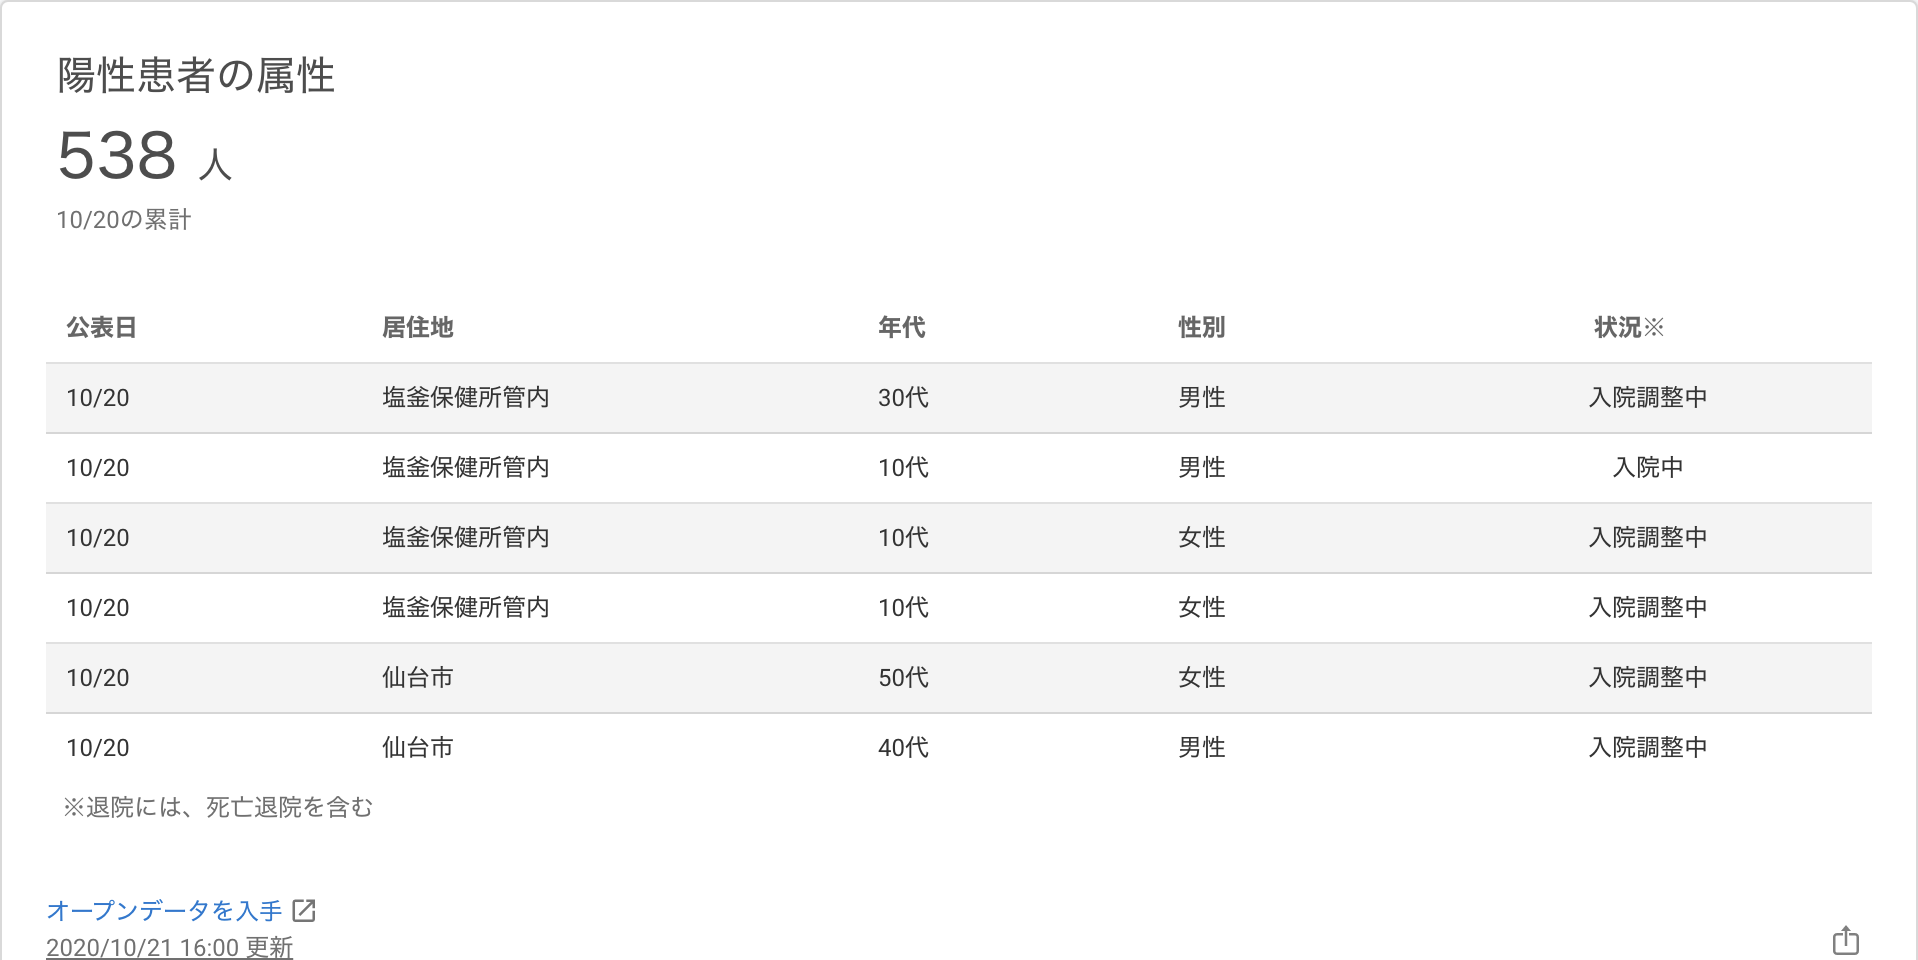 陽性患者の属性
538 人
10/20の累計
公表日 居住地 年代 性別 状況※
10/20 塩釜保健所管内 30代 男性 入院調整中
10/20 塩釜保健所管内 10代 男性 入院中
10/20 塩釜保健所管内 10代 女性 入院調整中
10/20 塩釜保健所管内 10代 女性 入院調整中
10/20 仙台市 50代 女性 入院調整中
10/20 仙台市 40代 男性 入院調整中
※退院には、死亡退院を含む
オープンデータを入手
2020/10/21 16:00 更新